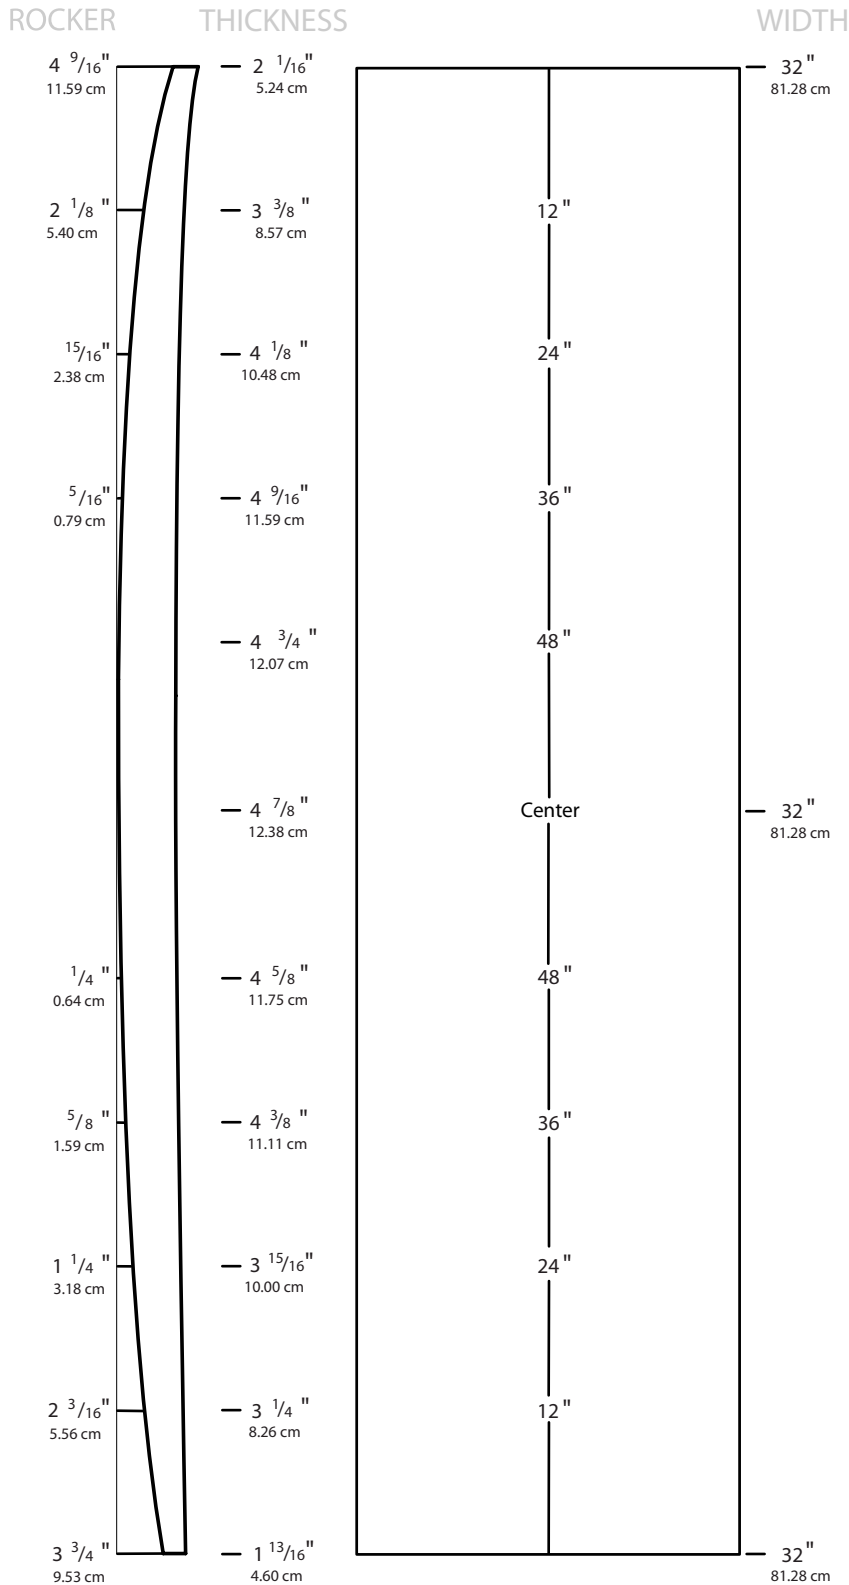 ROCKER THICKNESS WIDTH
4 9/16" 2 1/16" 32"
11.59 cm 5.24 cm 81.28 cm
2 1/8" 3 3/8" 12"
5.40 cm 8.57 cm
15/16" 4 1/8" 24"
2.38 cm 10.48 cm
5/16" 4 9/16" 36"
0.79 cm 11.59 cm
4 3/4" 48"
12.07 cm
4 7/8" Center 32"
12.38 cm 81.28 cm
1/4" 4 5/8" 48"
0.64 cm 11.75 cm
5/8" 4 3/8" 36"
1.59 cm 11.11 cm
1 1/4" 3 15/16" 24"
3.18 cm 10.00 cm
2 3/16" 3 1/4" 12"
5.56 cm 8.26 cm
3 3/4" 1 13/16" 32"
9.53 cm 4.60 cm 81.28 cm